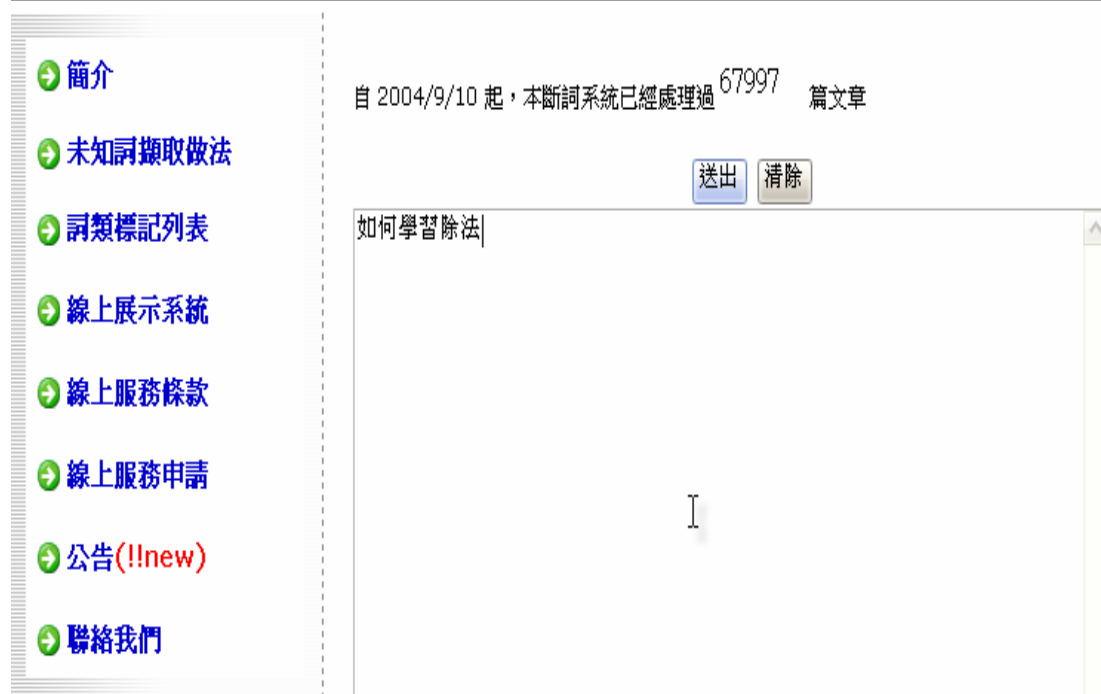 簡介
未知詞擷取做法
詞類標記列表
線上展示系統
線上服務條款
線上服務申請
公告(!!new)
聯絡我們
自 2004/9/10 起，本斷詞系統已經處理過 67997 篇文章
送出 清除
如何學習除法